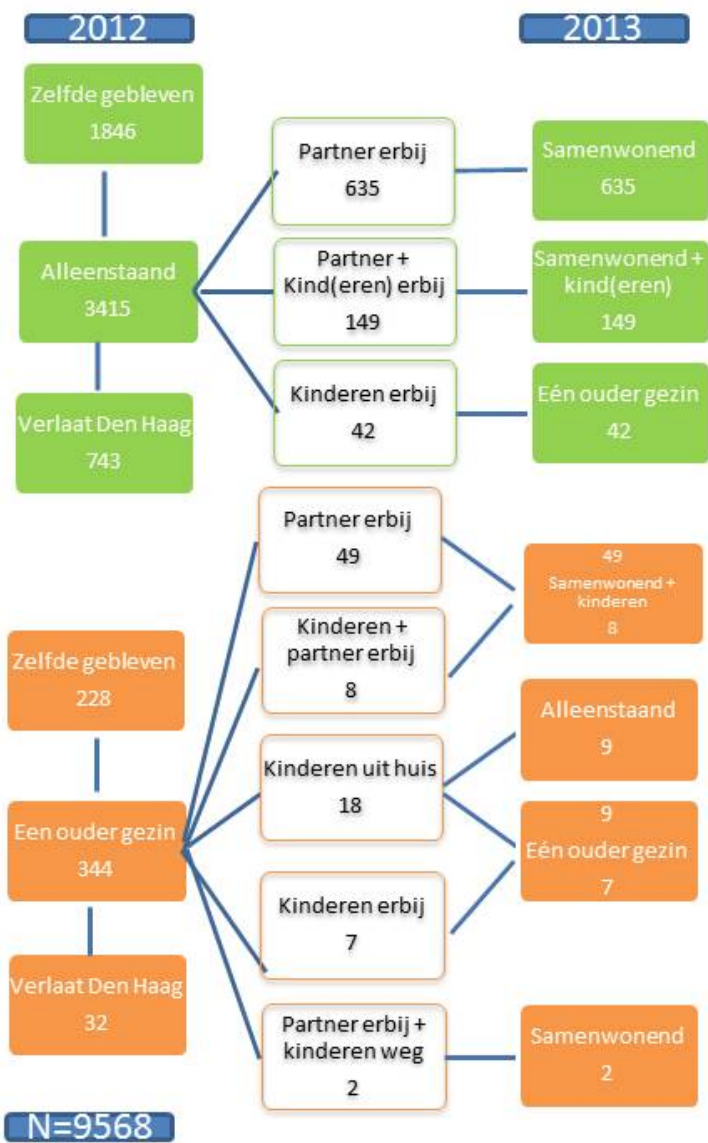 2012
2013
Zelfde gebleven
1846
Alleenstaand
3415
Verlaat Den Haag
743
Partner erbij
635
Partner +
Kind(eren) erbij
149
Kinderen erbij
42
Samenwonend
635
Samenwonend +
kind(eren)
149
Eén ouder gezin
42
Zelfde gebleven
228
Een ouder gezin
344
Verlaat Den Haag
32
Partner erbij
49
Kinderen +
partner erbij
8
Kinderen uit huis
18
Kinderen erbij
7
Partner erbij +
kinderen weg
2
49
Samenwonend +
kinderen
8
Alleenstaand
9
9
Eén ouder gezin
7
Samenwonend
2
N=9568